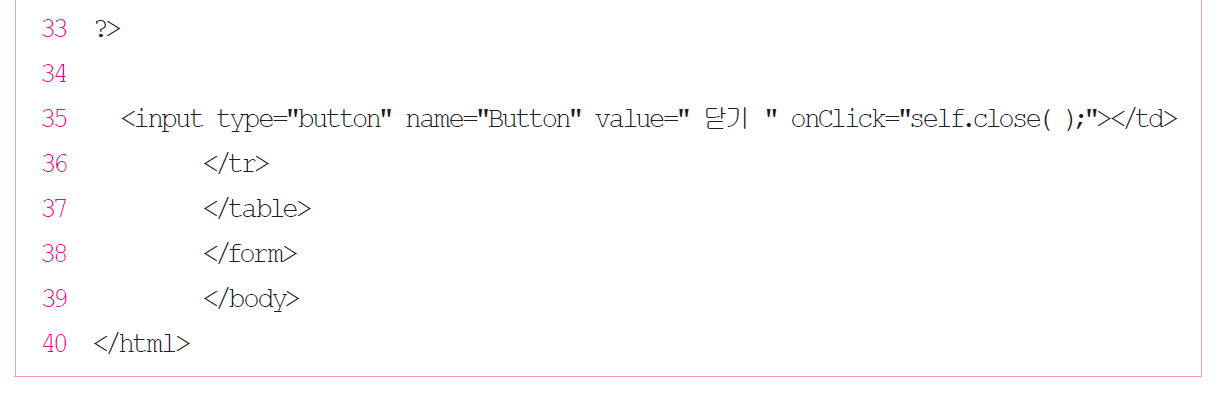 33 ?>
34
35 <input type="button" name="Button" value=" 닫기 " onClick="self.close( );"></td>
36 </tr>
37 </table>
38 </form>
39 </body>
40 </html>